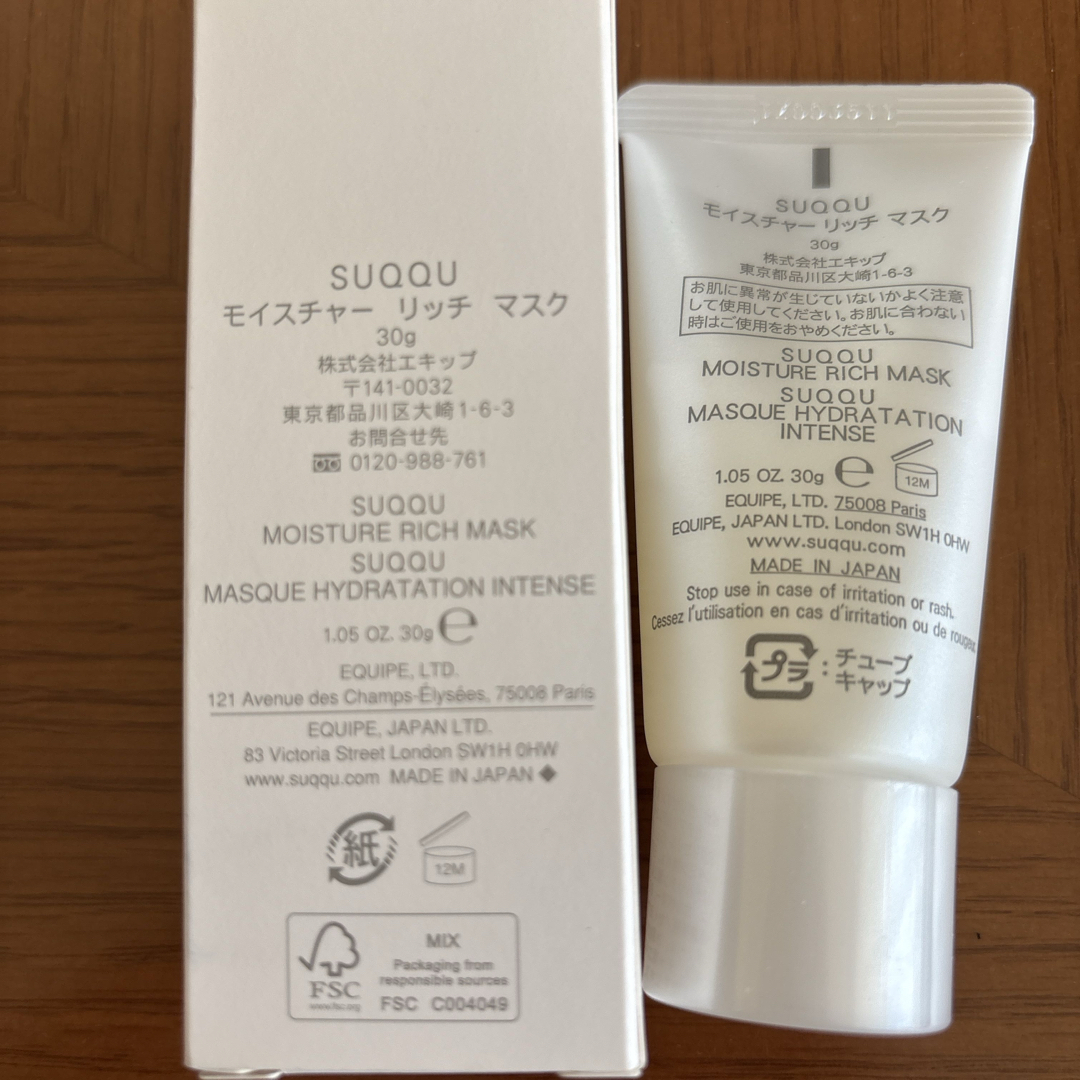 SUQQU
モイスチャー リッチ マスク
30g
株式会社エキップ
〒141-0032
東京都品川区大崎1-6-3
お問合せ先
0120-988-761
SUQQU
MOISTURE RICH MASK
SUQQU
MASQUE HYDRATATION INTENSE
1.05 OZ. 30g ℮
EQUIPE, LTD.
121 Avenue des Champs-Élysées, 75008 Paris
EQUIPE, JAPAN LTD.
83 Victoria Street London SW1H 0HW
www.suqqu.com MADE IN JAPAN ◆
紙
12M
FSC
www.fsc.org
MIX
Packaging from
responsible sources
FSC C004049
SUQQU
モイスチャー リッチ マスク
30g
株式会社エキップ
東京都品川区大崎1-6-3
お肌に異常が生じていないかよく注意
して使用してください。お肌に合わない
時はご使用をおやめください。
SUQQU
MOISTURE RICH MASK
SUQQU
MASQUE HYDRATATION
INTENSE
1.05 OZ. 30g ℮ 12M
EQUIPE, LTD. 75008 Paris
EQUIPE, JAPAN LTD. London SW1H 0HW
www.suqqu.com
MADE IN JAPAN
Stop use in case of irritation or rash.
Cessez l'utilisation en cas d'irritation ou de
プラ : チューブ
キャップ